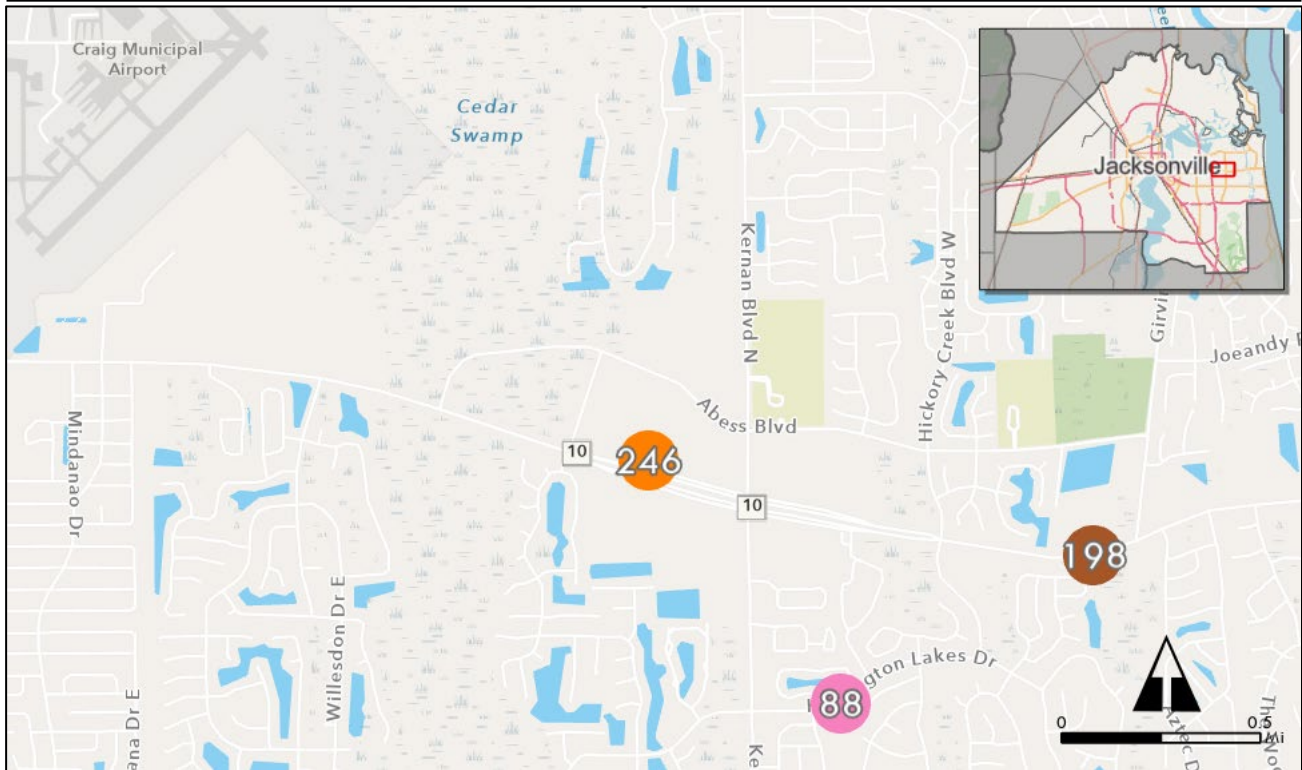 Craig Municipal
Airport
Cedar
Swamp
Jacksonville
Kernan Blvd N
Hickory Creek Blvd W
Joeandy
Abess Blvd
Mindanao Dr
10
246
10
198
Willesdon Dr E
gton Lakes Dr
88
0
0.5
Mi